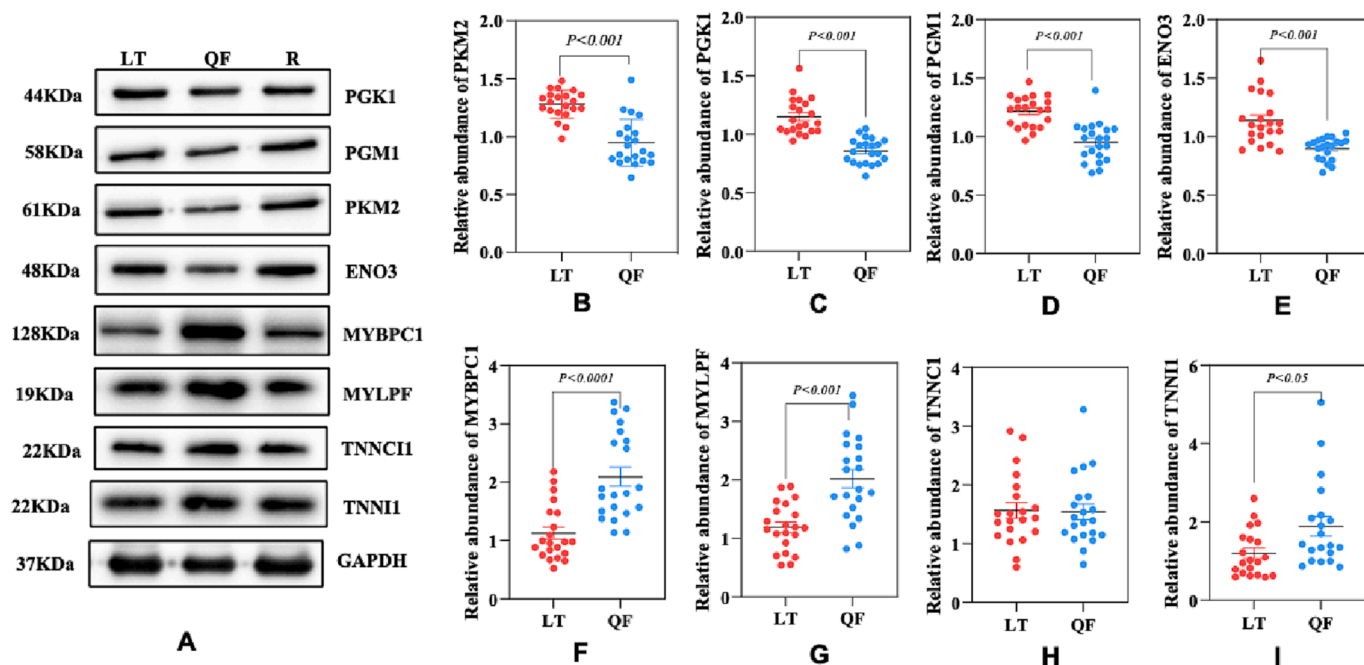 LT QF R
44KDa PGK1
58KDa PGM1
61KDa PKM2
48KDa ENO3
128KDa MYBPC1
19KDa MYLPF
22KDa TNNCI1
22KDa TNNI1
37KDa GAPDH
A
Relative abundance of PKM2
2.0
1.5
1.0
0.5
0.0
P<0.001
LT QF
B
Relative abundance of PGK1
2.0
1.5
1.0
0.5
0.0
P<0.001
LT QF
C
Relative abundance of PGM1
2.0
1.5
1.0
0.5
0.0
P<0.001
LT QF
D
Relative abundance of ENO3
2.0
1.5
1.0
0.5
0.0
P<0.001
LT QF
E
Relative abundance of MYBPC1
4
3
2
1
0
P<0.0001
LT QF
F
Relative abundance of MYLPF
4
3
2
1
0
P<0.001
LT QF
G
Relative abundance of TNNC1
4
3
2
1
0
LT QF
H
Relative abundance of TNNI1
6
4
2
0
P<0.05
LT QF
I